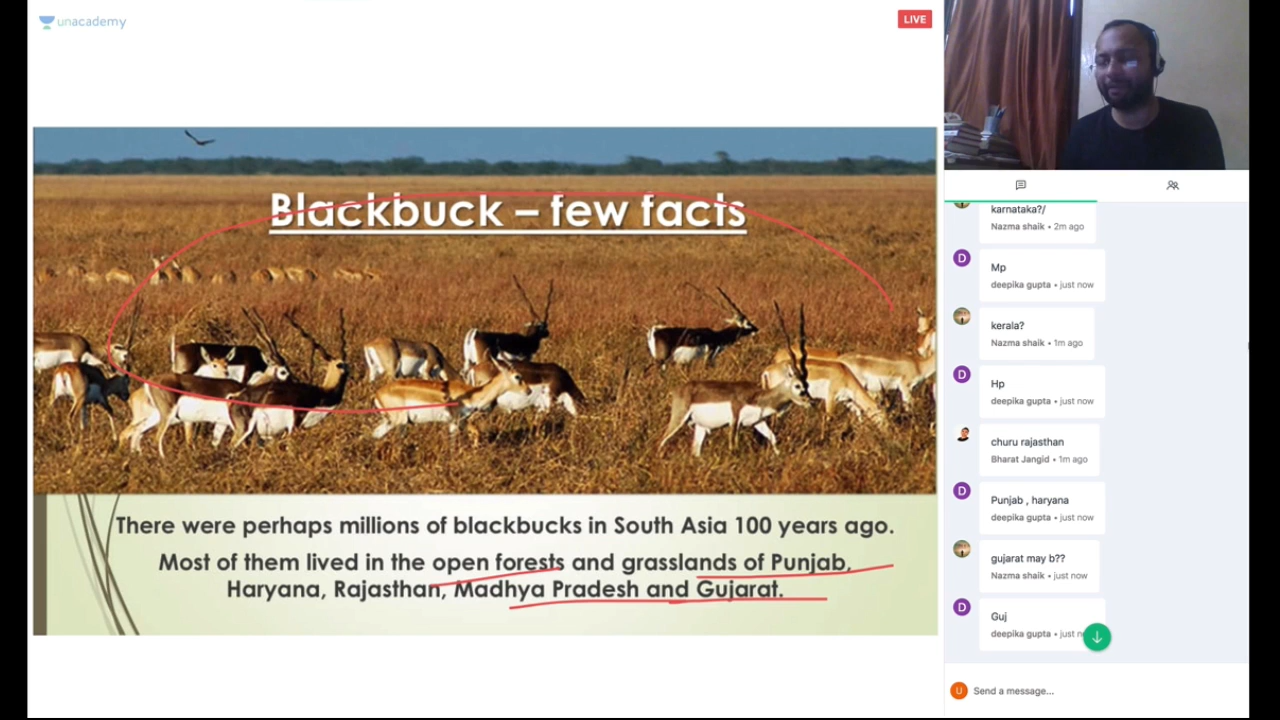 unacademy
LIVE
Blackbuck – few facts
There were perhaps millions of blackbucks in South Asia 100 years ago.
Most of them lived in the open forests and grasslands of Punjab,
Haryana, Rajasthan, Madhya Pradesh and Gujarat.
karnataka?/
Nazma shaik • 2m ago
D
Mp
deepika gupta • just now
kerala?
Nazma shaik • 1m ago
D
Hp
deepika gupta • just now
churu rajasthan
Bharat Jangid • 1m ago
D
Punjab , haryana
deepika gupta • just now
gujarat may b??
Nazma shaik • just now
D
Guj
deepika gupta • just
U
Send a message...